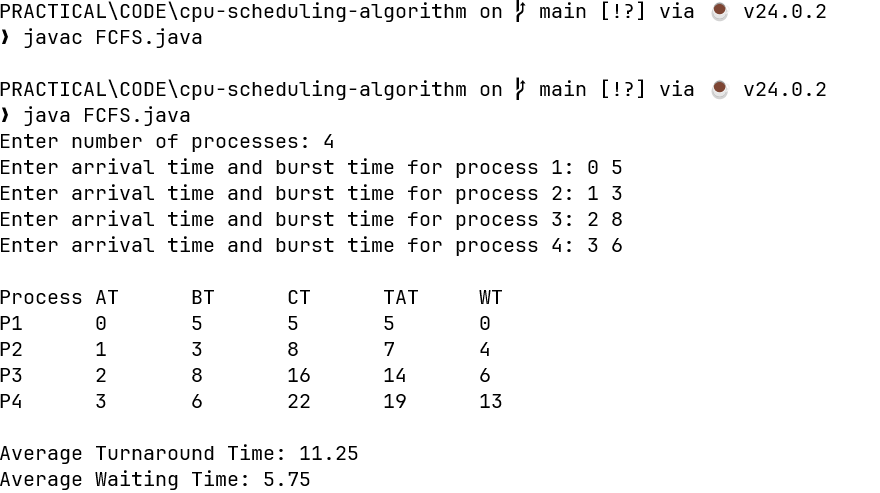 PRACTICAL\CODE\cpu-scheduling-algorithm on main [!?] via v24.0.2
❯ javac FCFS.java
PRACTICAL\CODE\cpu-scheduling-algorithm on main [!?] via v24.0.2
❯ java FCFS.java
Enter number of processes: 4
Enter arrival time and burst time for process 1: 0 5
Enter arrival time and burst time for process 2: 1 3
Enter arrival time and burst time for process 3: 2 8
Enter arrival time and burst time for process 4: 3 6
Process AT BT CT TAT WT
P1 0 5 5 5 0
P2 1 3 8 7 4
P3 2 8 16 14 6
P4 3 6 22 19 13
Average Turnaround Time: 11.25
Average Waiting Time: 5.75